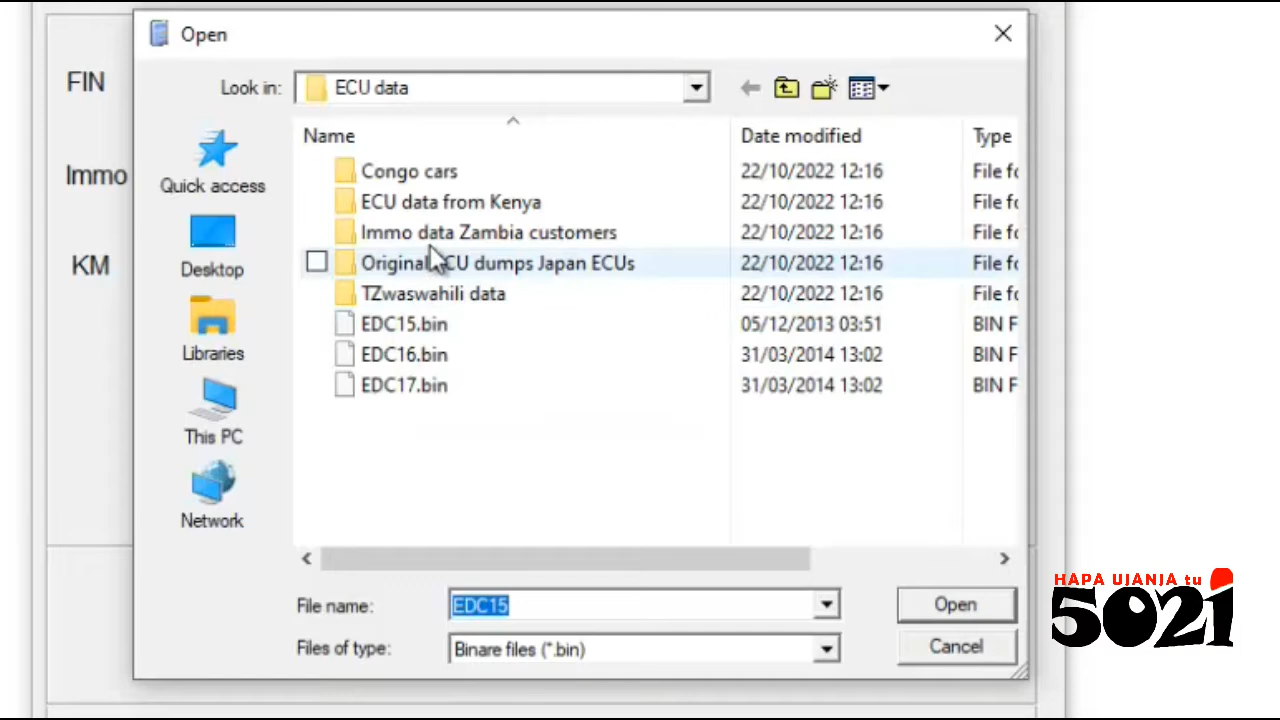 Open
FIN
Look in: ECU data
Name Date modified Type
Immo
Quick access
Congo cars 22/10/2022 12:16 File fo
ECU data from Kenya 22/10/2022 12:16 File fo
Immo data Zambia customers 22/10/2022 12:16 File fo
KM
Desktop
Original ECU dumps Japan ECUs 22/10/2022 12:16 File fo
TZwaswahili data 22/10/2022 12:16 File fo
EDC15.bin 05/12/2013 03:51 BIN F
Libraries
EDC16.bin 31/03/2014 13:02 BIN F
EDC17.bin 31/03/2014 13:02 BIN F
This PC
Network
File name: EDC15 Open
Files of type: Binare files (*.bin) Cancel
HAPA UJANJA tu
5021